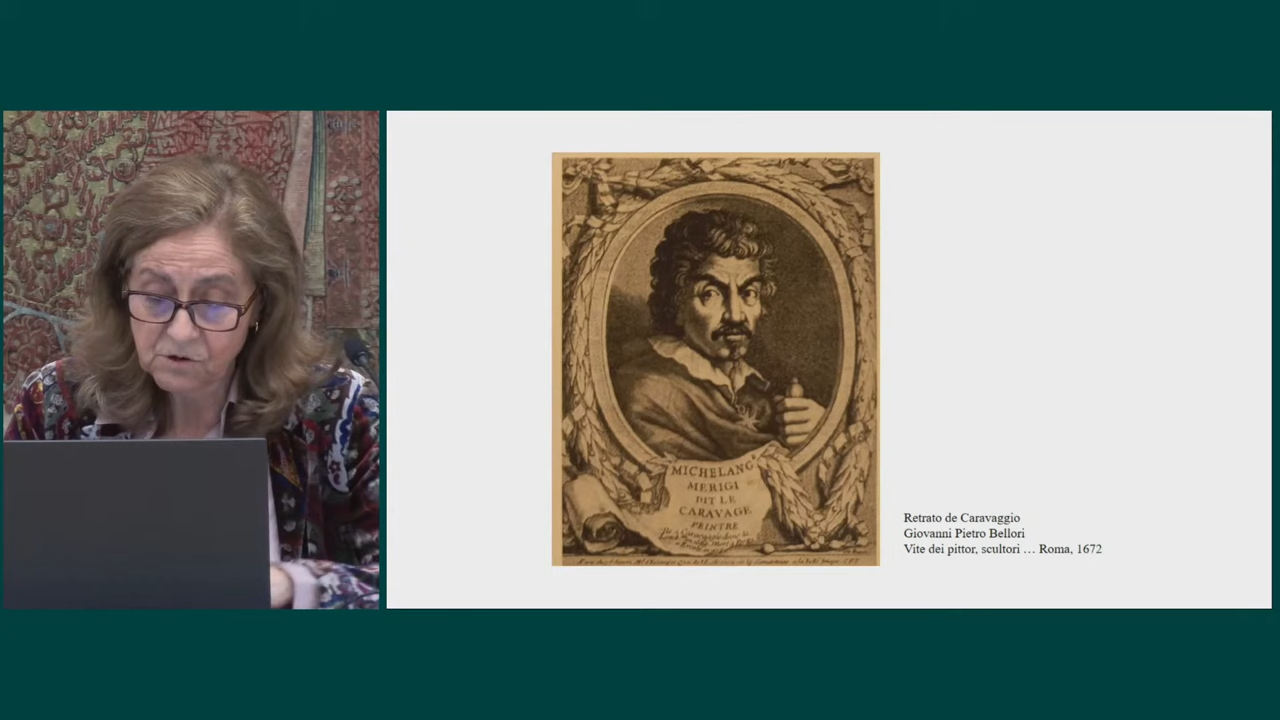 MICHELANG
MERIGI
DIT LE
CARAVAGE
PEINTRE
Retrato de Caravaggio
Giovanni Pietro Bellori
Vite dei pittor, scultori … Roma, 1672